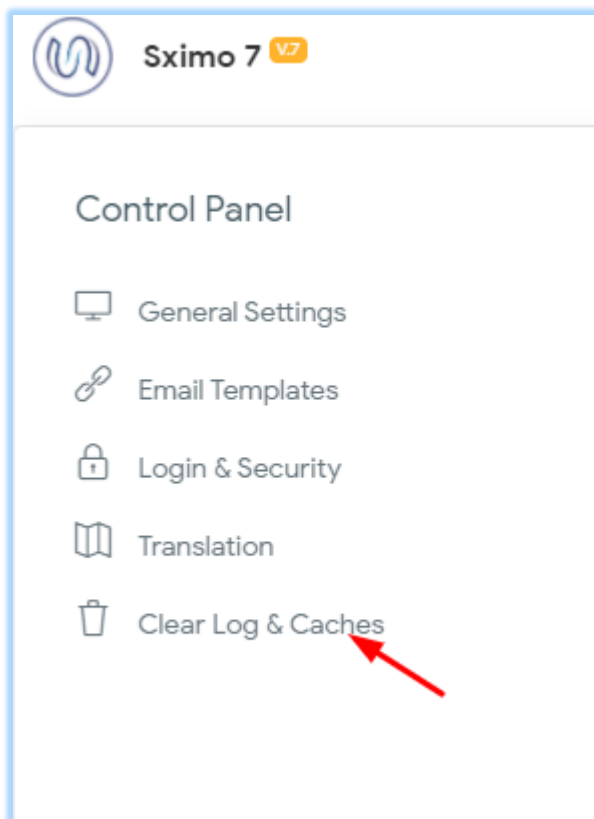 Sximo 7 V.7
Control Panel
General Settings
Email Templates
Login & Security
Translation
Clear Log & Caches